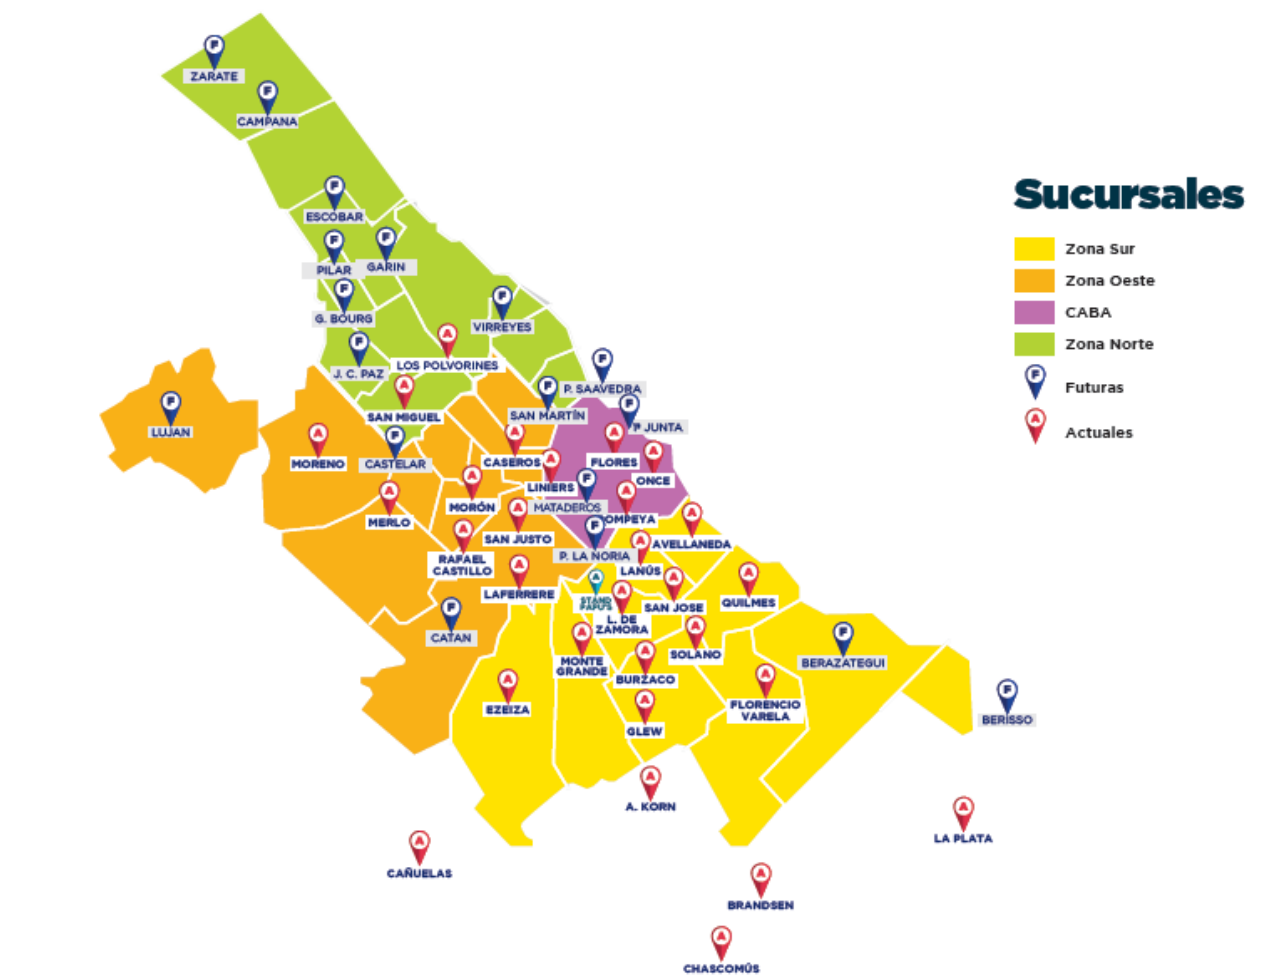 F
ZARATE
F
CAMPANA
F
ESCOBAR
F
PILAR
F
GARIN
F
G. BOURG
F
VIRREYES
F
J. C. PAZ
A
LOS POLVORINES
A
SAN MIGUEL
F
P. SAAVEDRA
F
SAN MARTÍN
F
P. JUNTA
F
LUJAN
A
MORENO
F
CASTELAR
A
CASEROS
A
FLORES
A
ONCE
A
LINIERS
A
MERLO
A
MORÓN
F
MATADEROS
A
OMPEYA
A
SAN JUSTO
A
AVELLANEDA
A
RAFAEL
CASTILLO
F
P. LA NORIA
A
LANÚS
A
LAFERRERE
A
STAND
PAPU'S
A
SAN JOSE
A
QUILMES
F
CATAN
A
L. DE
ZAMORA
A
MONTE
GRANDE
A
SOLANO
F
BERAZATEGUI
A
BURZACO
A
EZEIZA
A
FLORENCIO
VARELA
A
GLEW
F
BERISSO
A
A. KORN
A
LA PLATA
A
CAÑUELAS
A
BRANDSEN
A
CHASCOMÚS
Sucursales
Zona Sur
Zona Oeste
CABA
Zona Norte
F
Futuras
A
Actuales